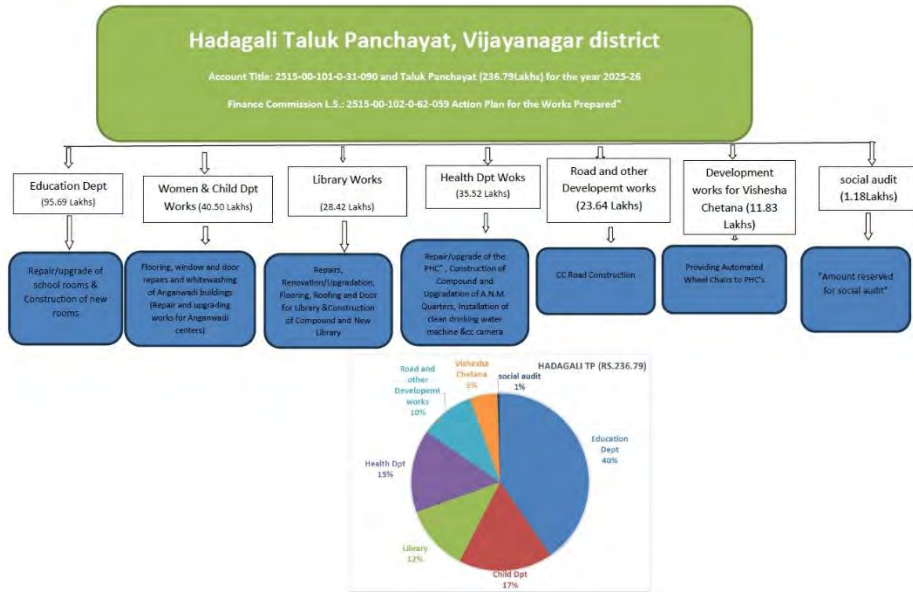 Hadagali Taluk Panchayat, Vijayanagar district
Account Title: 2515-00-101-0-31-090 and Taluk Panchayat (236.79Lakhs) for the year 2025-26
Finance Commission L.S.: 2515-00-102-0-62-059 Action Plan for the Works Prepared"
Education Dept
(95.69 Lakhs)
Women & Child Dpt
Works (40.50 Lakhs)
Library Works
(28.42 Lakhs)
Health Dpt Woks
(35.52 Lakhs)
Road and other
Developemt works
(23.64 Lakhs)
Development
works for Vishesha
Chetana (11.83
Lakhs)
social audit
(1.18Lakhs)
Repair/upgrade of
school rooms &
Construction of new
rooms.
Flooring, window and door
repairs and whitewashing
of Anganwadi buildings
(Repair and upgrading
works for Anganwadi
centers)
Repairs,
Renovation/Upgradation,
Flooring, Roofing and Door
for Library &Construction
of Compound and New
Library
Repair/upgrade of the
PHC" , Construction of
Compound and
Upgradation of A.N.M.
Quarters, Installation of
clean drinking water
machine &cc camera
CC Road Construction
Providing Automated
Wheel Chairs to PHC's
"Amount reserved
for social audit"
HADAGALI TP (RS.236.79)
Vishesha
Chetana
5%
social audit
1%
Road and
other
Developemt
works
10%
Education
Dept
40%
Health Dpt
15%
Library
12%
Child Dpt
17%